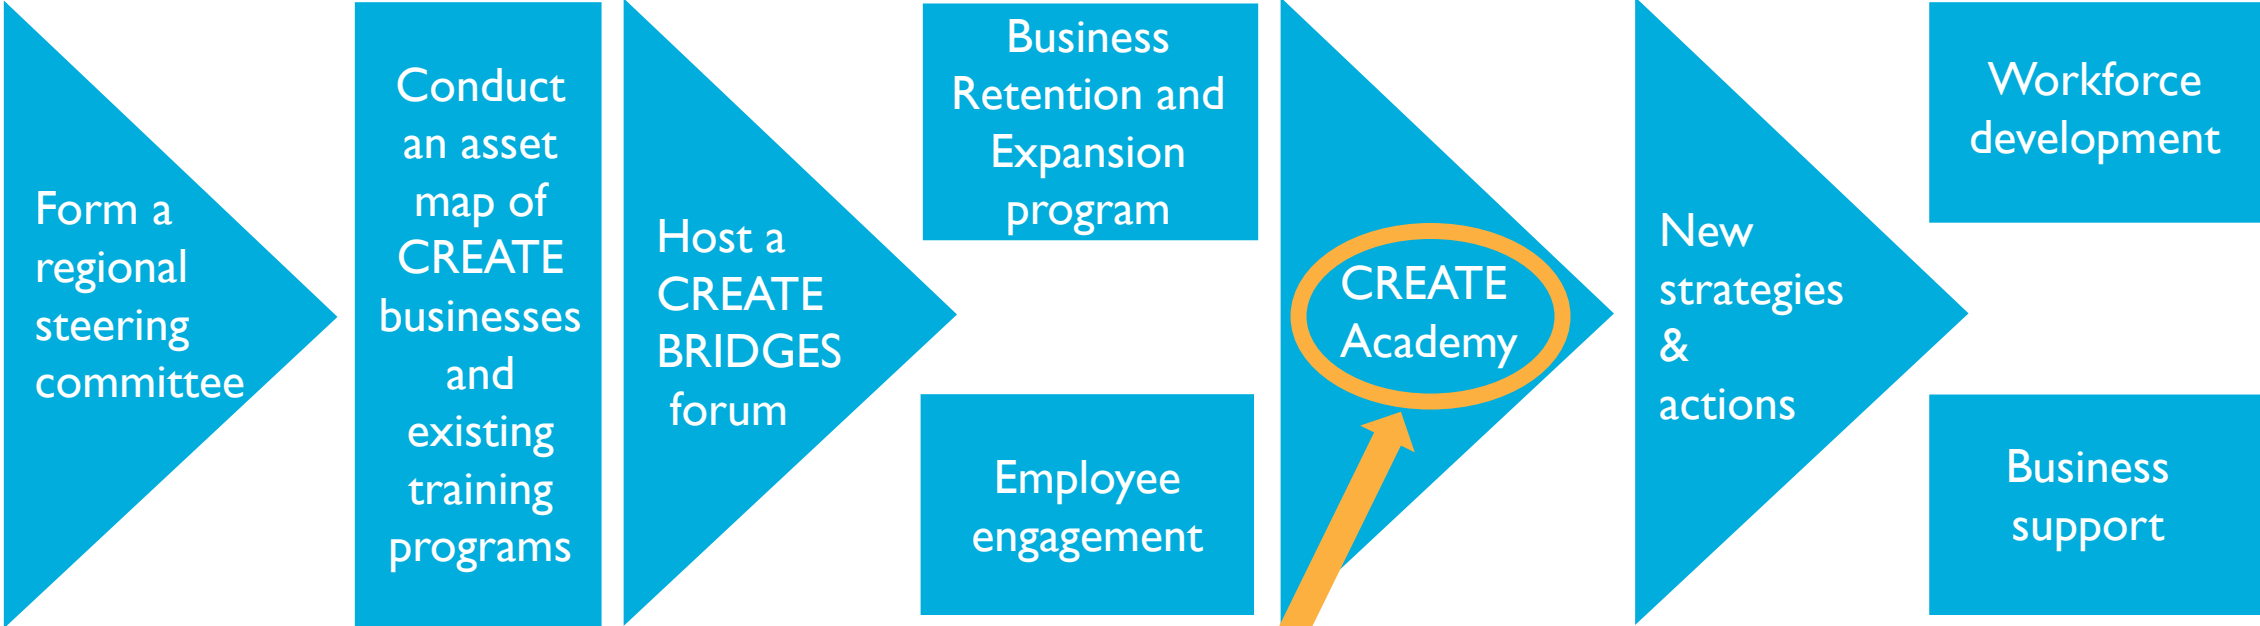 Form a
regional
steering
committee
Conduct
an asset
map of
CREATE
businesses
and
existing
training
programs
Host a
CREATE
BRIDGES
forum
Business
Retention and
Expansion
program
Employee
engagement
CREATE
Academy
New
strategies
&
actions
Workforce
development
Business
support